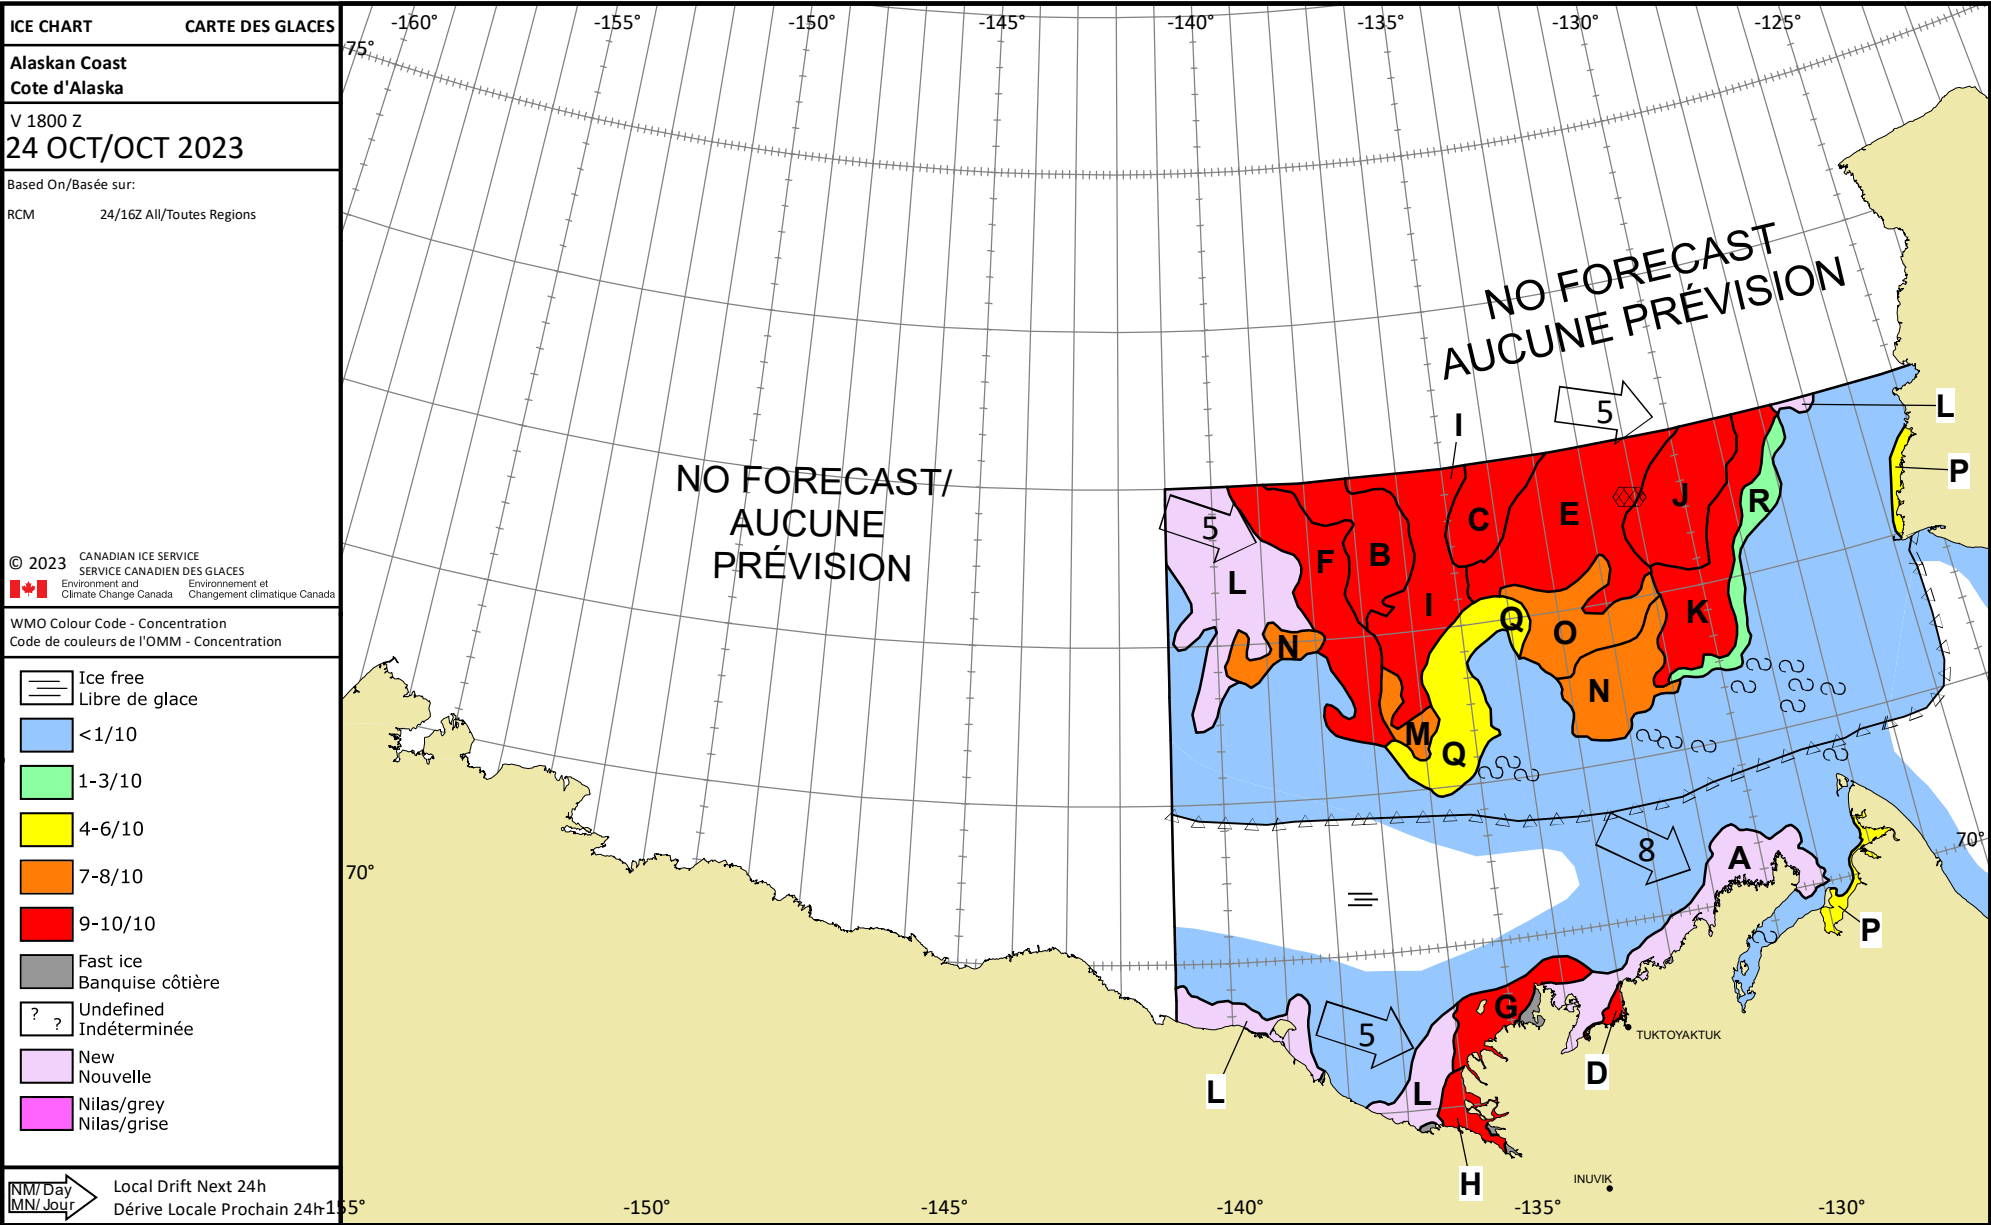 ICE CHART CARTE DES GLACES
Alaskan Coast
Cote d'Alaska
V 1800 Z
24 OCT/OCT 2023
Based On/Basée sur:
RCM 24/16Z All/Toutes Regions
© 2023 CANADIAN ICE SERVICE
SERVICE CANADIEN DES GLACES
Environment and Environnement et
Climate Change Canada Changement climatique Canada
WMO Colour Code - Concentration
Code de couleurs de l'OMM - Concentration
Ice free
Libre de glace
<1/10
1-3/10
4-6/10
7-8/10
9-10/10
Fast ice
Banquise côtière
? ? Undefined
Indéterminée
New
Nouvelle
Nilas/grey
Nilas/grise
NM/Day Local Drift Next 24h
MN/Jour Dérive Locale Prochain 24h
-160° -155° -150° -145° -140° -135° -130° -125°
75°
NO FORECAST
AUCUNE PRÉVISION
NO FORECAST/
AUCUNE
PRÉVISION
5
I
L
P
5
L
F
B
I
C
E
J
R
K
N
Q
O
N
M
Q
70°
70°
8
A
P
G
5
L
L
D
H
TUKTOYAKTUK
INUVIK
-155° -150° -145° -140° -135° -130°